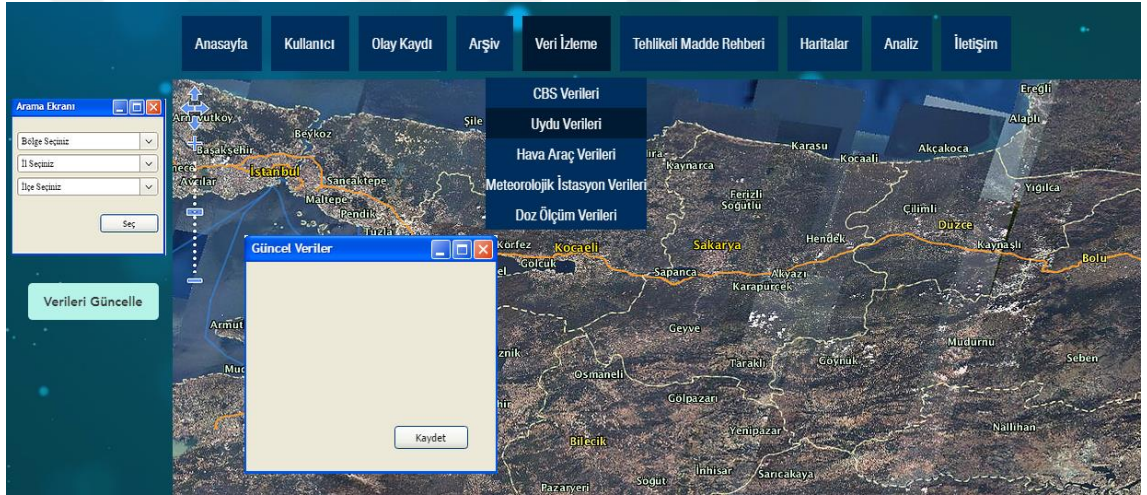 Anasayfa
Kullanıcı
Olay Kaydı
Arşiv
Veri İzleme
Tehlikeli Madde Rehberi
Haritalar
Analiz
İletişim
CBS Verileri
Uydu Verileri
Hava Araç Verileri
Meteorolojik İstasyon Verileri
Doz Ölçüm Verileri
Arama Ekranı
Bölge Seçiniz
İl Seçiniz
İlçe Seçiniz
Seç
Verileri Güncelle
Güncel Veriler
Kaydet
Ereğli
Alaplı
Beykoz
Şile
Karasu
Kocaali
Akçakoca
Başakşehir
Kaynarca
İstanbul
Sancaktepe
Avcılar
Maltepe
Pendik
Tuzla
Ferizli
Söğütlü
Çilimli
Yığılca
Düzce
Kaynaşlı
Bolu
Körfez
Kocaeli
Sakarya
Hendek
Gölcük
Sapanca
Akyazı
Karapürçek
Armut
Geyve
Mudurnu
Seben
Taraklı
Göynük
Osmaneli
Gölpazarı
Yenipazar
Nallıhan
Bilecik
İnhisar
Sarıcakaya
Söğüt
Pazaryeri